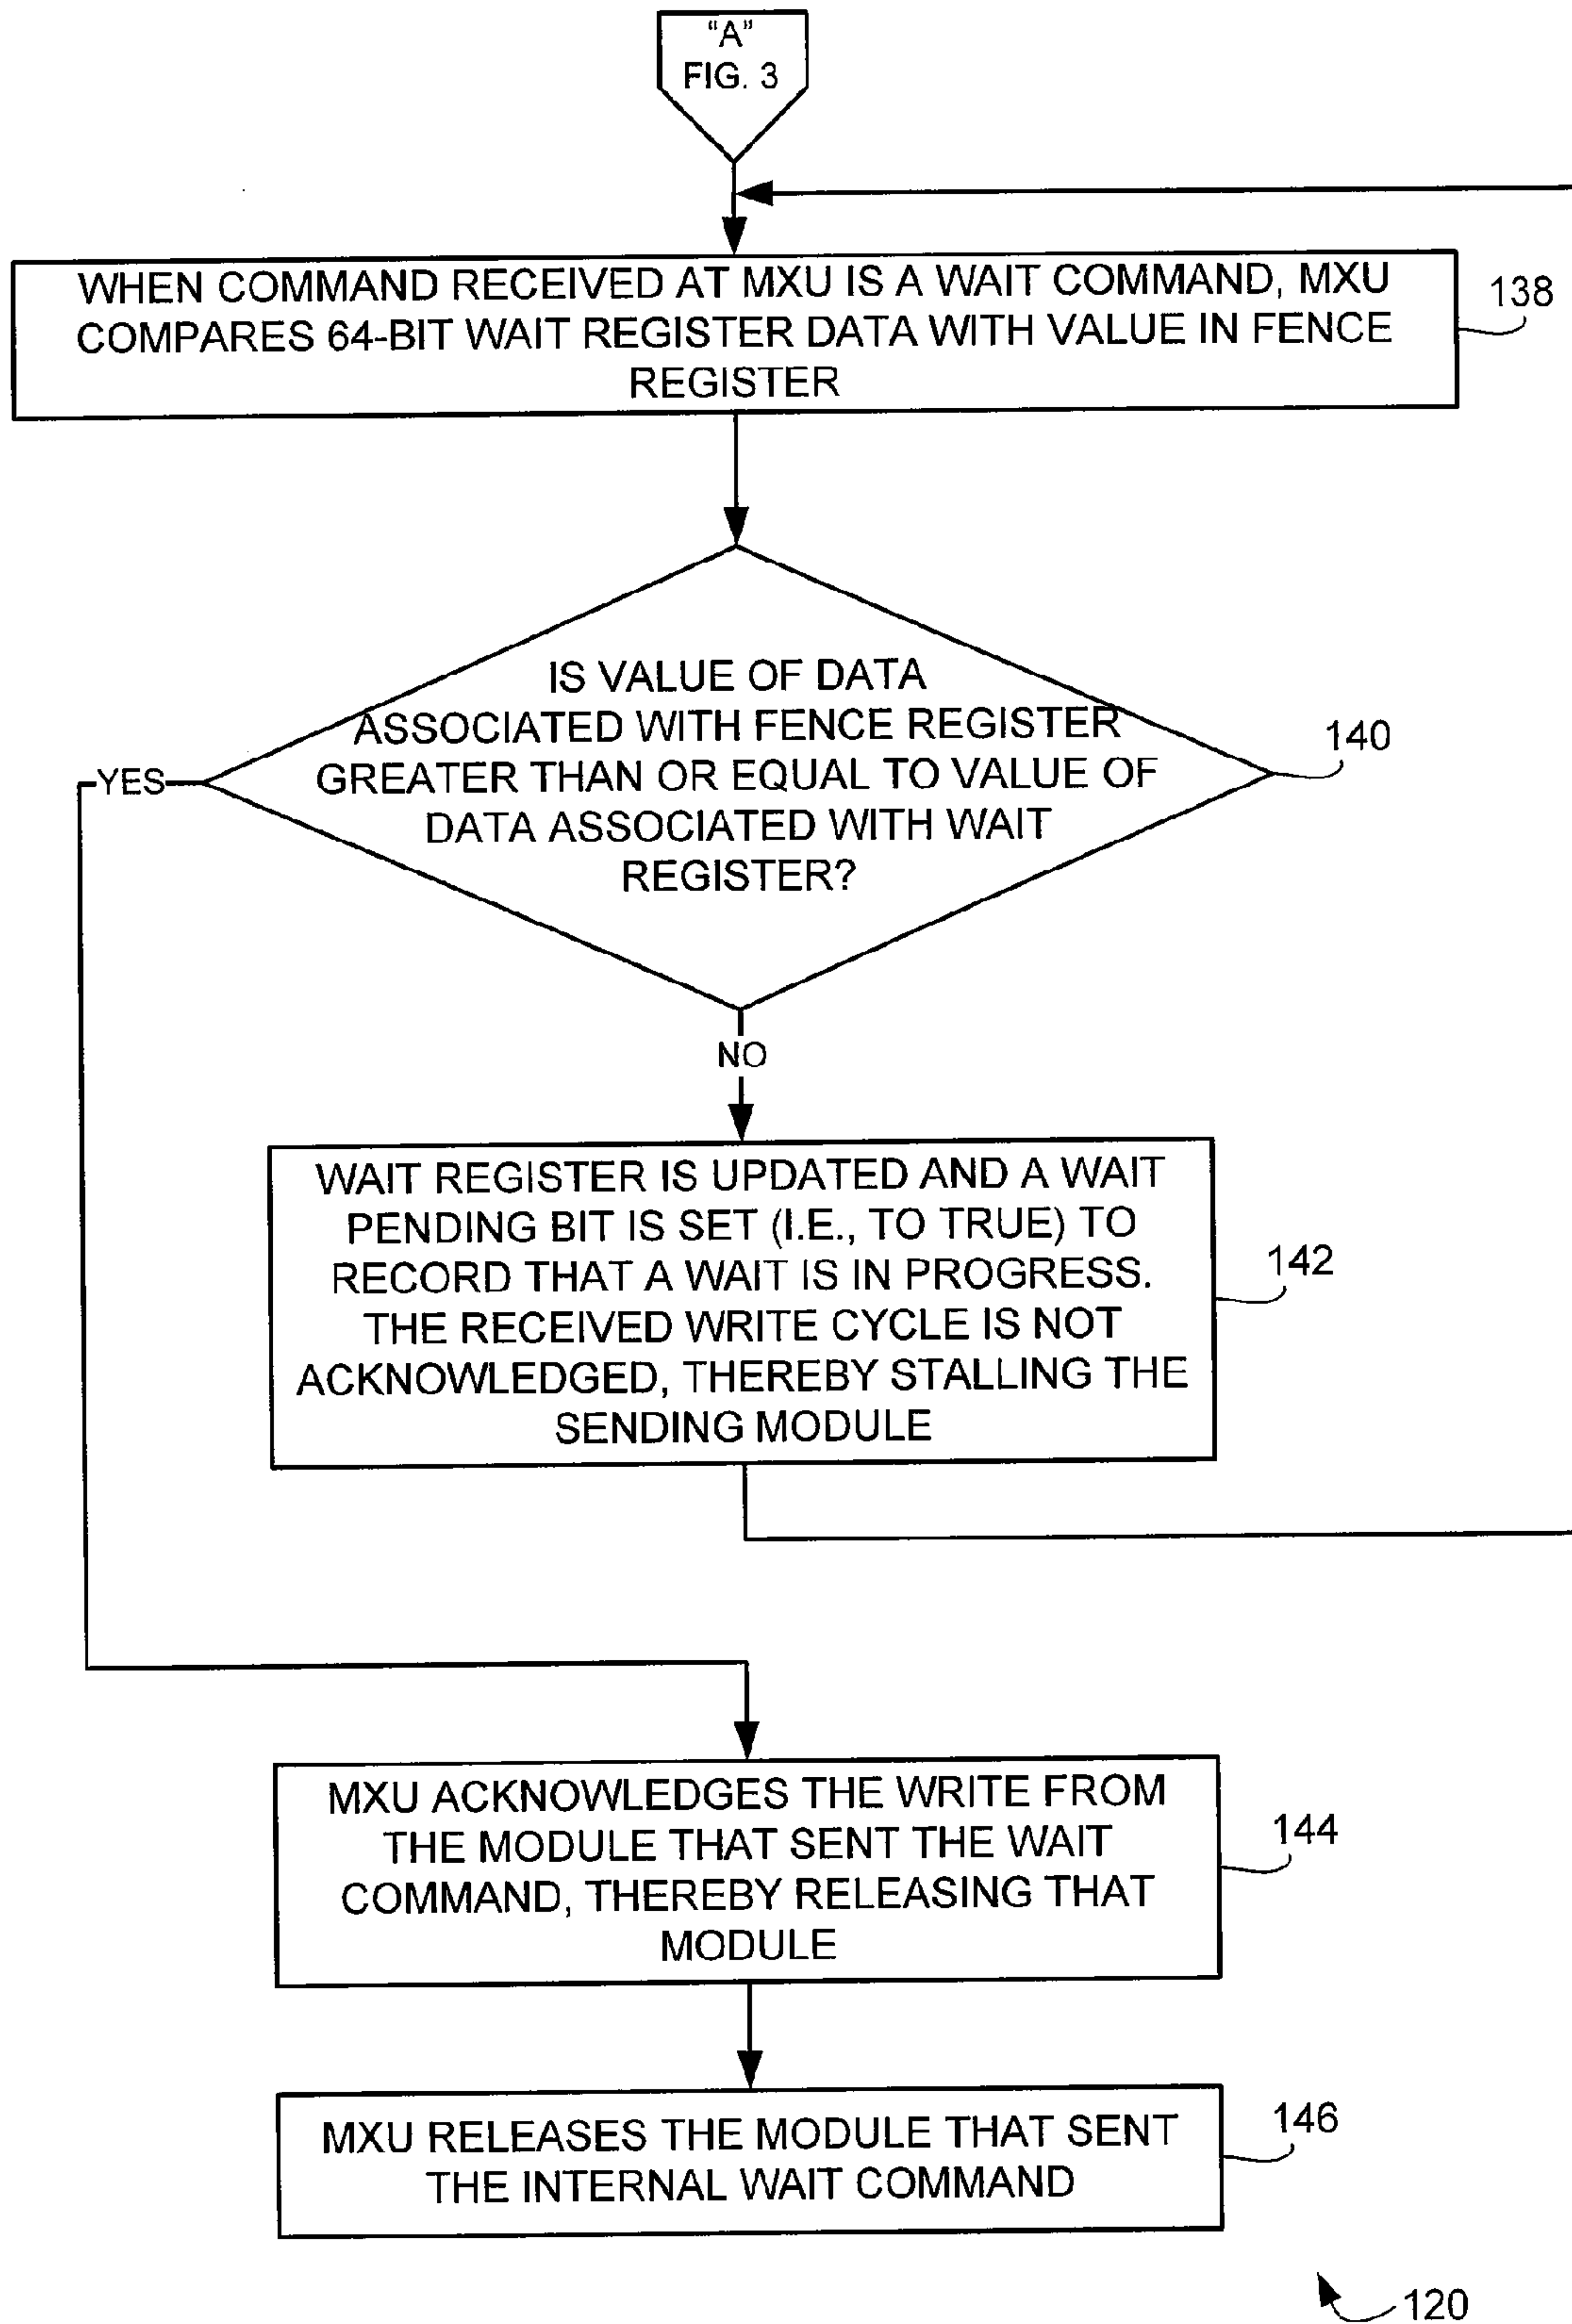 "A"
FIG. 3
WHEN COMMAND RECEIVED AT MXU IS A WAIT COMMAND, MXU
COMPARES 64-BIT WAIT REGISTER DATA WITH VALUE IN FENCE
REGISTER
138
IS VALUE OF DATA
ASSOCIATED WITH FENCE REGISTER
GREATER THAN OR EQUAL TO VALUE OF
DATA ASSOCIATED WITH WAIT
REGISTER?
140
YES
NO
WAIT REGISTER IS UPDATED AND A WAIT
PENDING BIT IS SET (I.E., TO TRUE) TO
RECORD THAT A WAIT IS IN PROGRESS.
THE RECEIVED WRITE CYCLE IS NOT
ACKNOWLEDGED, THEREBY STALLING THE
SENDING MODULE
142
MXU ACKNOWLEDGES THE WRITE FROM
THE MODULE THAT SENT THE WAIT
COMMAND, THEREBY RELEASING THAT
MODULE
144
MXU RELEASES THE MODULE THAT SENT
THE INTERNAL WAIT COMMAND
146
120